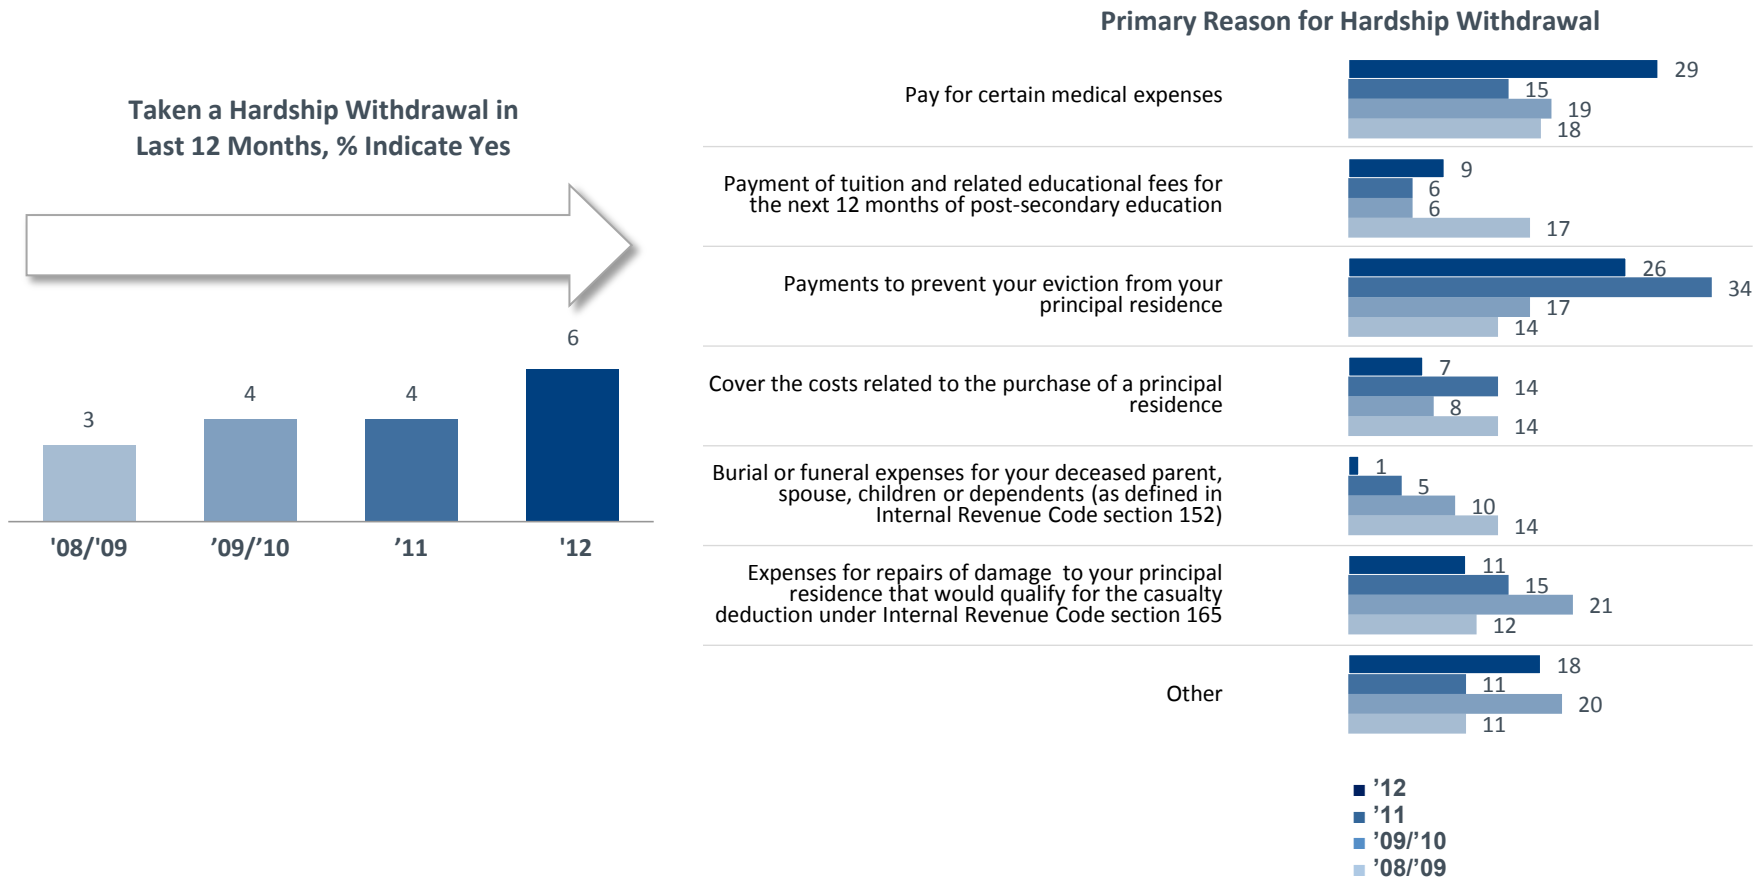 Primary Reason for Hardship Withdrawal
Taken a Hardship Withdrawal in
Last 12 Months, % Indicate Yes
3
4
4
6
'08/'09
’09/’10
’11
'12
Pay for certain medical expenses
29
15
19
18
Payment of tuition and related educational fees for
the next 12 months of post-secondary education
9
6
6
17
Payments to prevent your eviction from your
principal residence
26
34
17
14
Cover the costs related to the purchase of a principal
residence
7
14
8
14
Burial or funeral expenses for your deceased parent,
spouse, children or dependents (as defined in
Internal Revenue Code section 152)
1
5
10
14
Expenses for repairs of damage  to your principal
residence that would qualify for the casualty
deduction under Internal Revenue Code section 165
11
15
21
12
Other
18
11
20
11
’12
’11
’09/’10
’08/’09